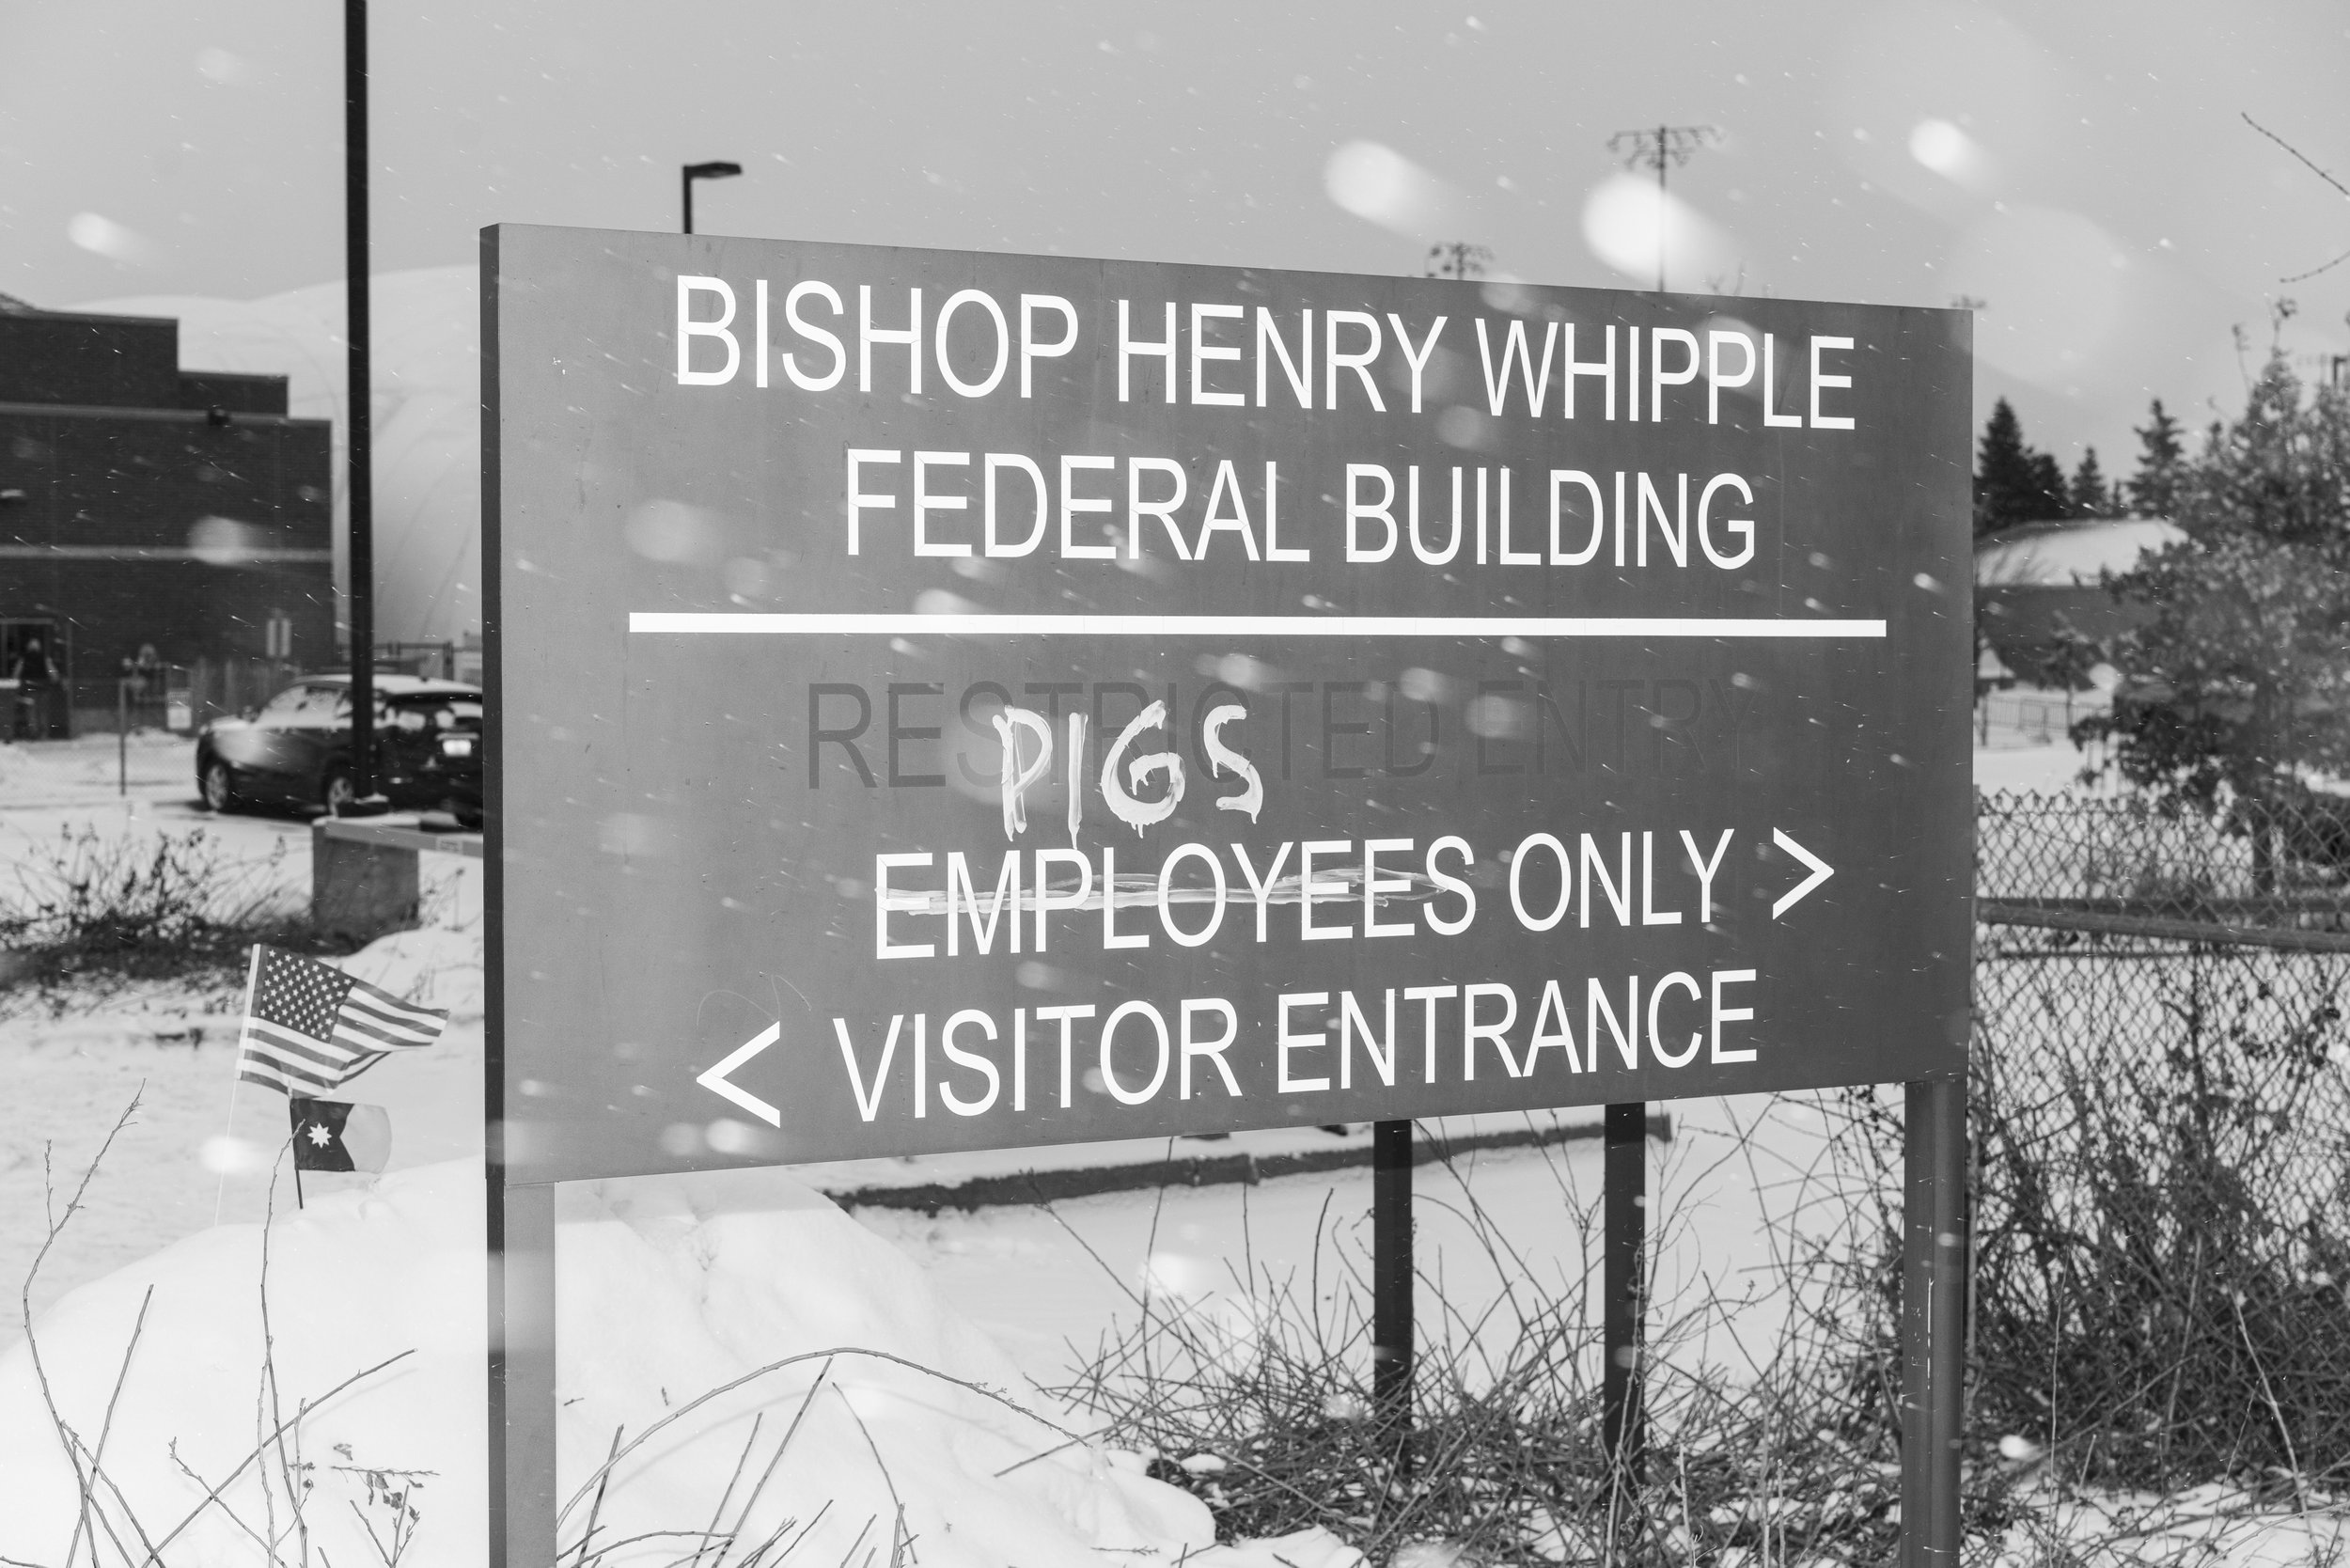 BISHOP HENRY WHIPPLE
FEDERAL BUILDING
RESTRICTED ENTRY
PIGS
EMPLOYEES ONLY >
< VISITOR ENTRANCE